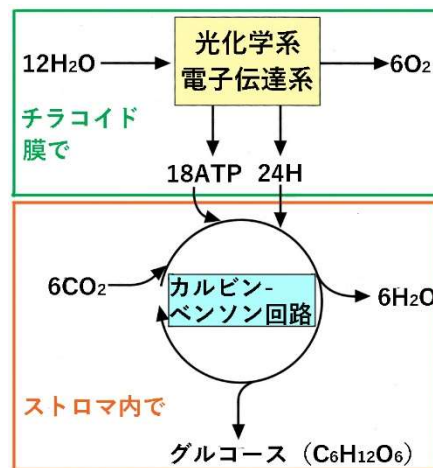 光化学系
電子伝達系
12H₂O
6O₂
チラコイド
膜で
18ATP 24H
6CO₂
カルビン-
ベンソン回路
6H₂O
ストロマ内で
グルコース（C₆H₁₂O₆）